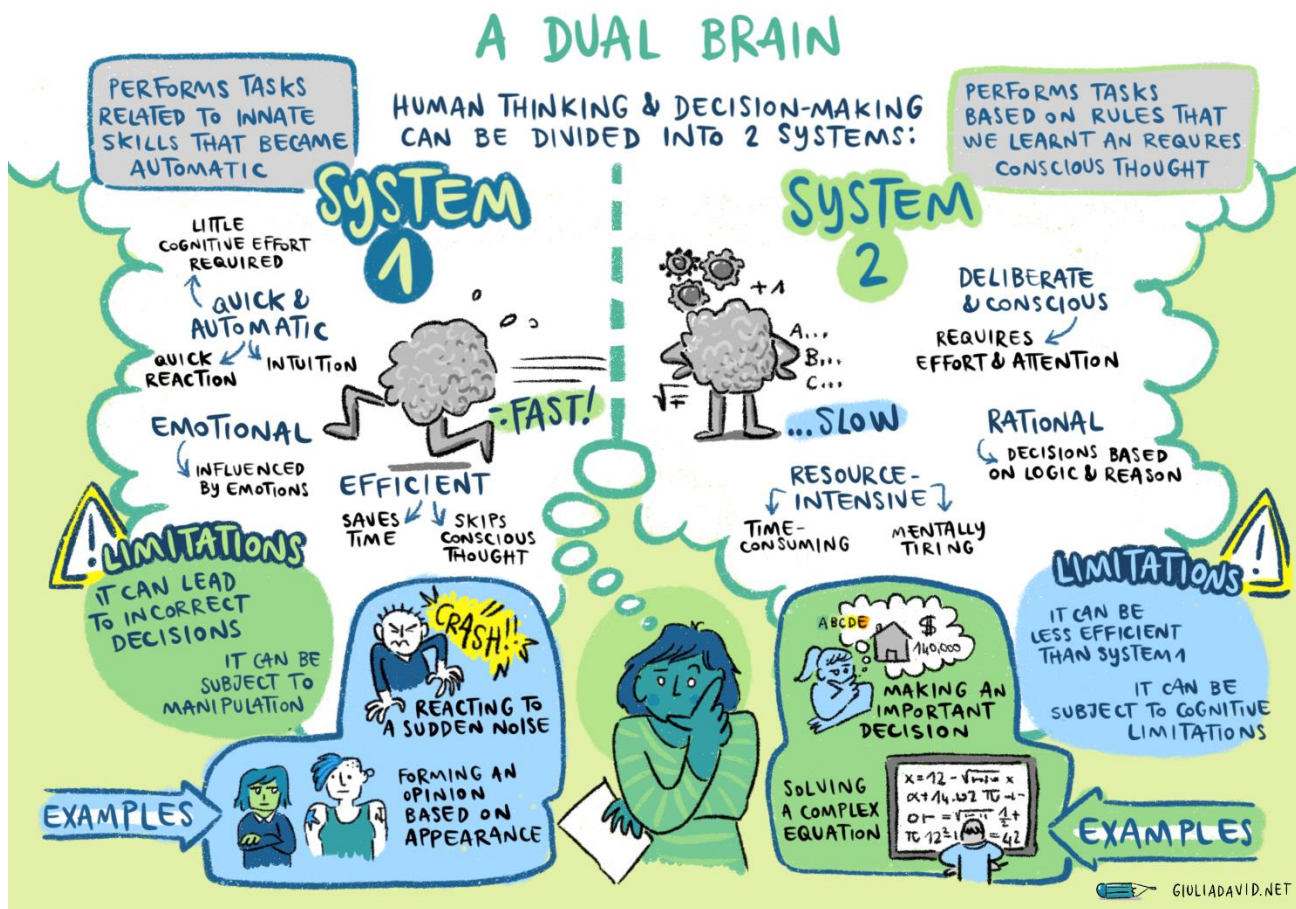 A DUAL BRAIN
HUMAN THINKING & DECISION-MAKING
CAN BE DIVIDED INTO 2 SYSTEMS:
PERFORMS TASKS
RELATED TO INNATE
SKILLS THAT BECAME
AUTOMATIC
SYSTEM
1
LITTLE
COGNITIVE EFFORT
REQUIRED
QUICK &
AUTOMATIC
QUICK
REACTION
INTUITION
FAST!
EMOTIONAL
INFLUENCED
BY EMOTIONS
EFFICIENT
SAVES
TIME
SKIPS
CONSCIOUS
THOUGHT
LIMITATIONS
IT CAN LEAD
TO INCORRECT
DECISIONS
IT CAN BE
SUBJECT TO
MANIPULATION
EXAMPLES
CRASH!!
REACTING TO
A SUDDEN NOISE
FORMING AN
OPINION
BASED ON
APPEARANCE
PERFORMS TASKS
BASED ON RULES THAT
WE LEARNT AN REQURES
CONSCIOUS THOUGHT
SYSTEM
2
+1
A...
B...
C...
...SLOW
DELIBERATE
& CONSCIOUS
REQUIRES
EFFORT & ATTENTION
RATIONAL
DECISIONS BASED
ON LOGIC & REASON
RESOURCE-
INTENSIVE
TIME-
CONSUMING
MENTALLY
TIRING
LIMITATIONS
IT CAN BE
LESS EFFICIENT
THAN SYSTEM 1
IT CAN BE
SUBJECT TO COGNITIVE
LIMITATIONS
ABCDE
$
140,000
MAKING AN
IMPORTANT
DECISION
SOLVING
A COMPLEX
EQUATION
EXAMPLES
GIULIADAVID.NET